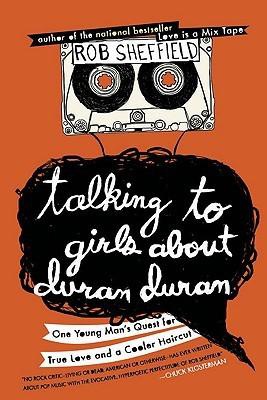 author of the national bestseller
Love is a Mix Tape
ROB SHEFFIELD
talking to
girls about
duran duran
One Young Man's Quest for
True Love and a Cooler Haircut
"NO ROCK CRITIC–LIVING OR DEAD, AMERICAN OR OTHERWISE–HAS EVER WRITTEN
ABOUT POP MUSIC WITH THE EVOCATIVE, HYPERPOETIC PERFECTITUDE OF ROB SHEFFIELD"
—CHUCK KLOSTERMAN